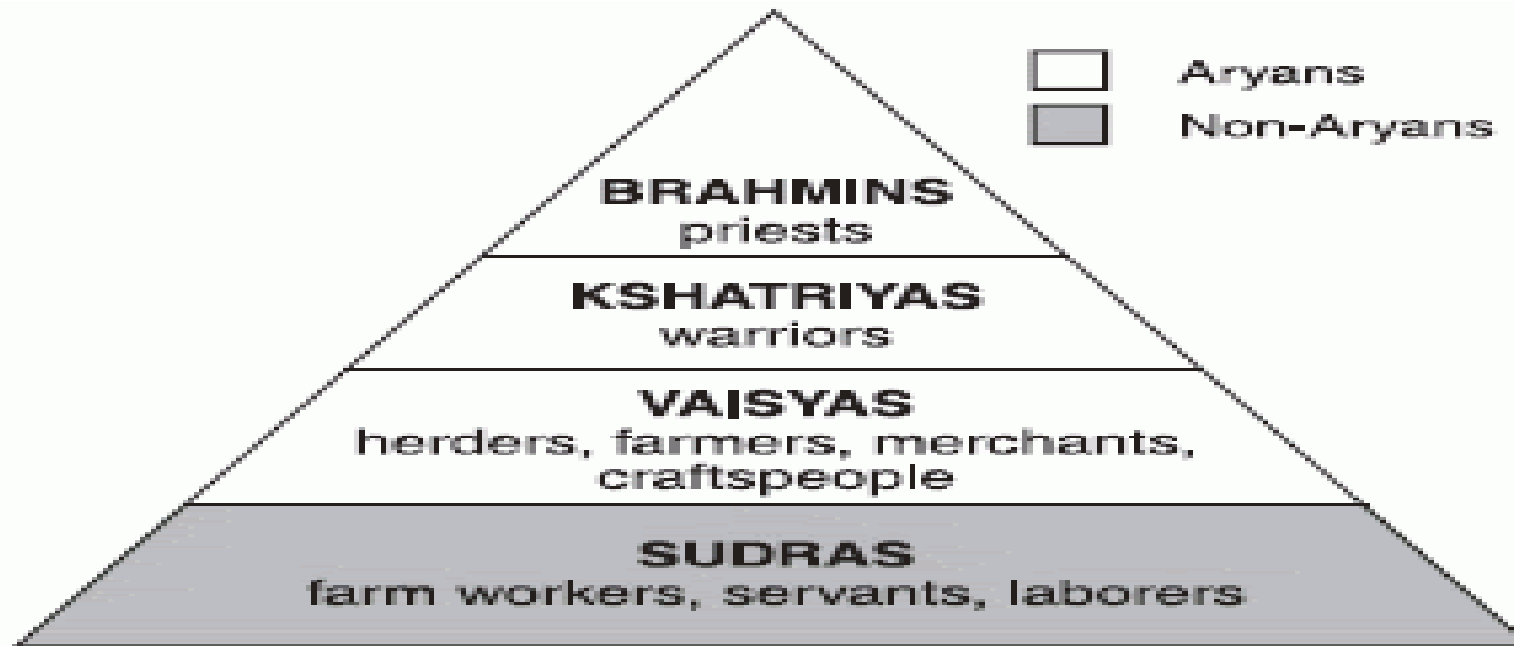 Aryans
Non-Aryans
BRAHMINS
priests
KSHATRIYAS
warriors
VAISYAS
herders, farmers, merchants,
craftspeople
SUDRAS
farm workers, servants, laborers